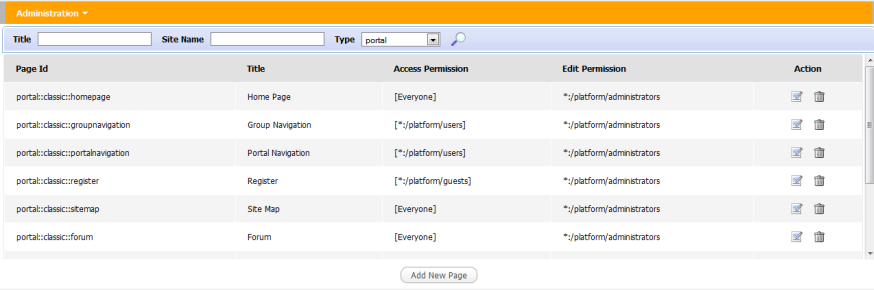 Administration
Title Site Name Type portal
Page Id Title Access Permission Edit Permission Action
portal::classic::homepage Home Page [Everyone] *:/platform/administrators
portal::classic::groupnavigation Group Navigation [*:/platform/users] *:/platform/administrators
portal::classic::portalnavigation Portal Navigation [*:/platform/users] *:/platform/administrators
portal::classic::register Register [*:/platform/guests] *:/platform/administrators
portal::classic::sitemap Site Map [Everyone] *:/platform/administrators
portal::classic::forum Forum [Everyone] *:/platform/administrators
Add New Page